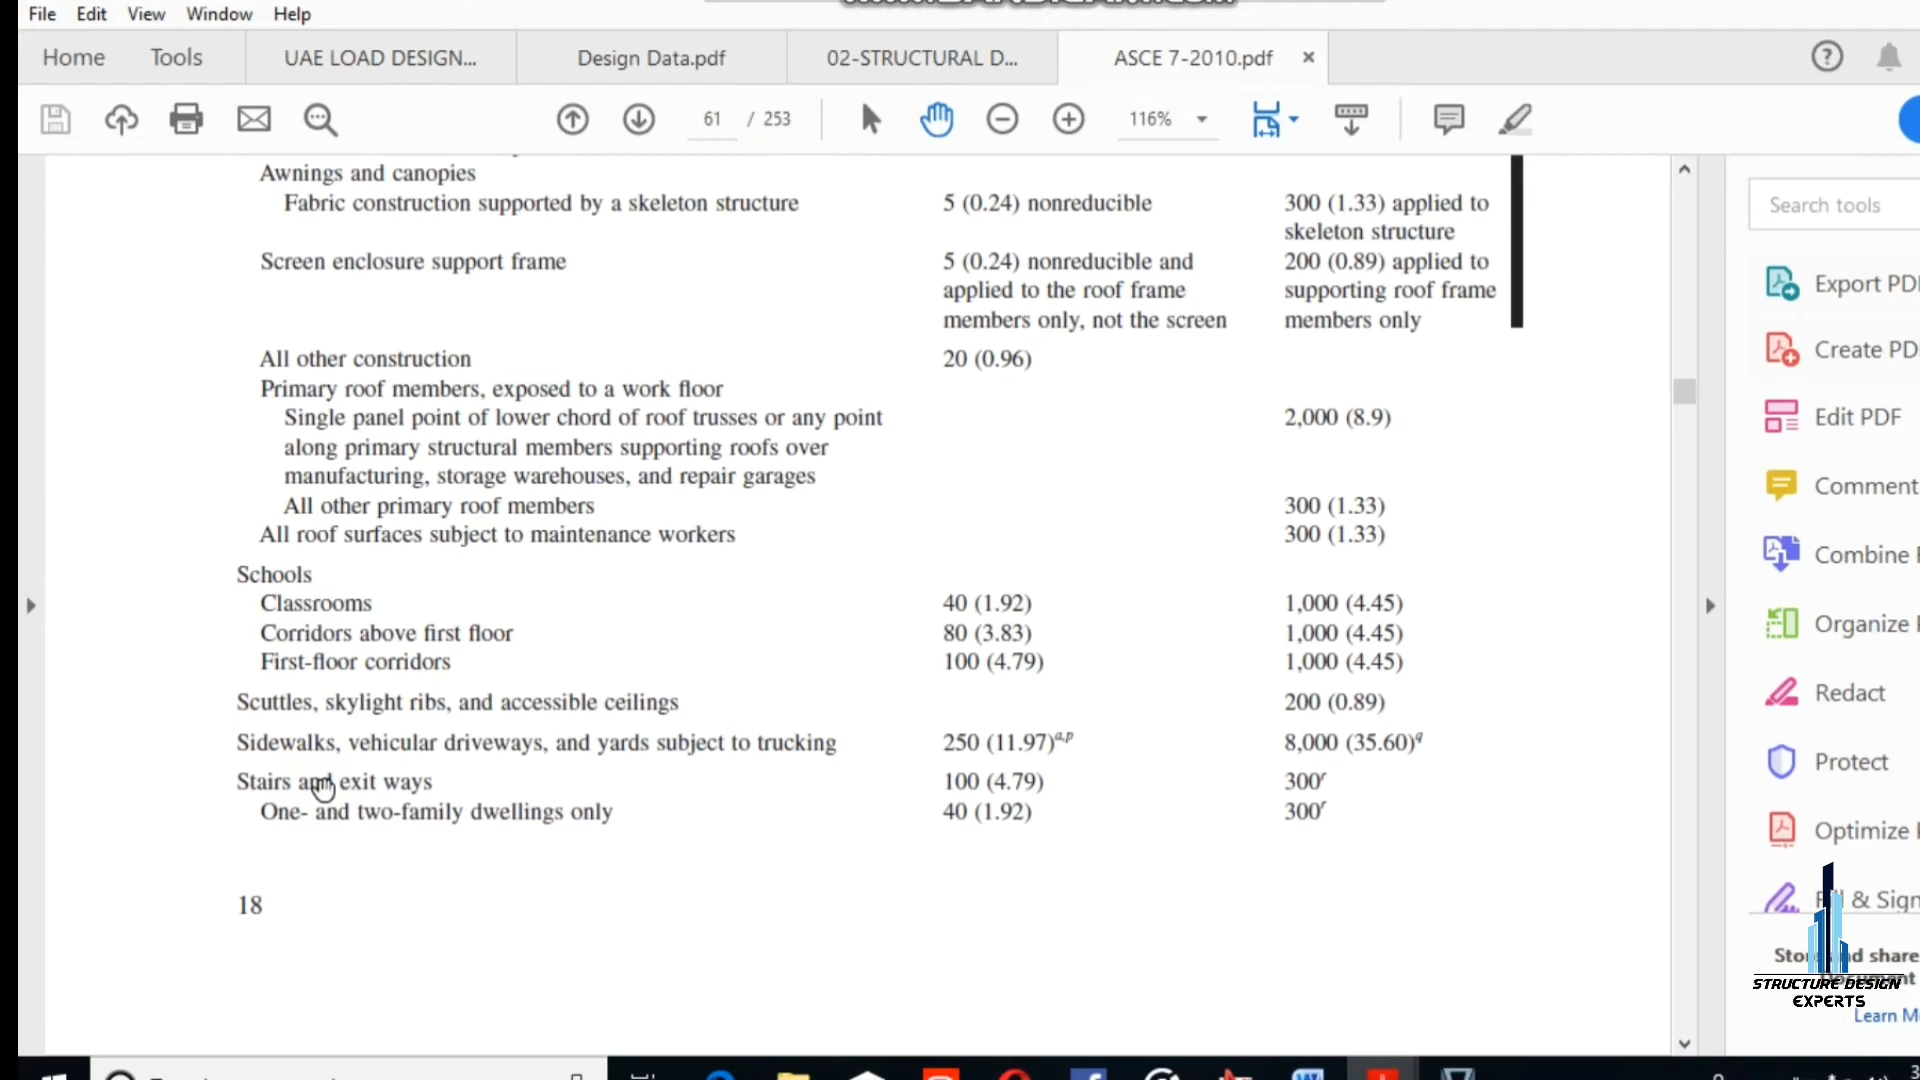 File Edit View Window Help
Home Tools UAE LOAD DESIGN... Design Data.pdf 02-STRUCTURAL D... ASCE 7-2010.pdf ×
61 / 253 116%
Awnings and canopies
Fabric construction supported by a skeleton structure 5 (0.24) nonreducible 300 (1.33) applied to
skeleton structure
Screen enclosure support frame 5 (0.24) nonreducible and 200 (0.89) applied to
applied to the roof frame supporting roof frame
members only, not the screen members only
All other construction 20 (0.96)
Primary roof members, exposed to a work floor
Single panel point of lower chord of roof trusses or any point 2,000 (8.9)
along primary structural members supporting roofs over
manufacturing, storage warehouses, and repair garages
All other primary roof members 300 (1.33)
All roof surfaces subject to maintenance workers 300 (1.33)
Schools
Classrooms 40 (1.92) 1,000 (4.45)
Corridors above first floor 80 (3.83) 1,000 (4.45)
First-floor corridors 100 (4.79) 1,000 (4.45)
Scuttles, skylight ribs, and accessible ceilings 200 (0.89)
Sidewalks, vehicular driveways, and yards subject to trucking 250 (11.97)a,p 8,000 (35.60)q
Stairs and exit ways 100 (4.79) 300r
One- and two-family dwellings only 40 (1.92) 300r
18
Search tools
Export PD
Create PD
Edit PDF
Comment
Combine
Organize
Redact
Protect
Optimize
& Sign
and share
STRUCTURE DESIGN
EXPERTS
Learn M